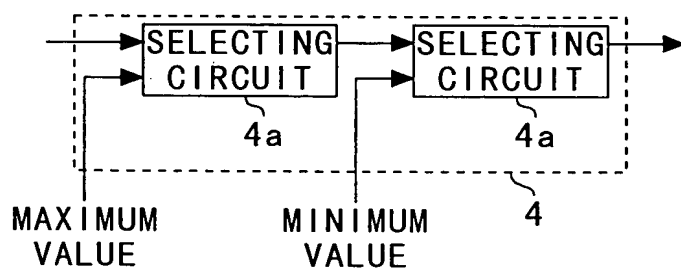 SELECTING
CIRCUIT
SELECTING
CIRCUIT
4a
4a
4
MAXIMUM
VALUE
MINIMUM
VALUE